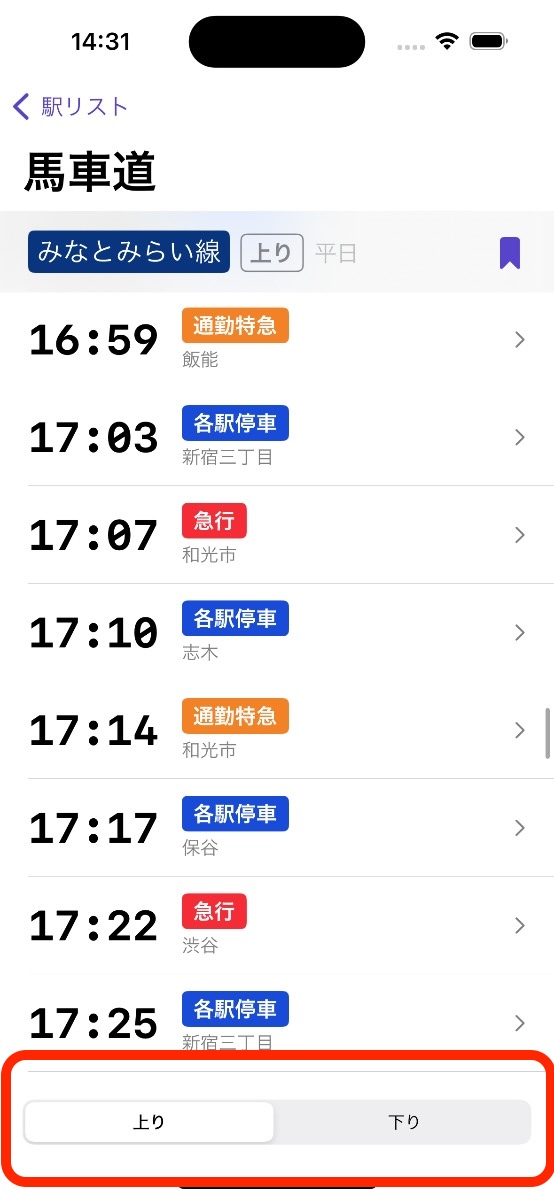 14:31
駅リスト
馬車道
みなとみらい線 上り 平日
16:59 通勤特急
飯能
17:03 各駅停車
新宿三丁目
17:07 急行
和光市
17:10 各駅停車
志木
17:14 通勤特急
和光市
17:17 各駅停車
保谷
17:22 急行
渋谷
17:25 各駅停車
新宿三丁目
上り 下り